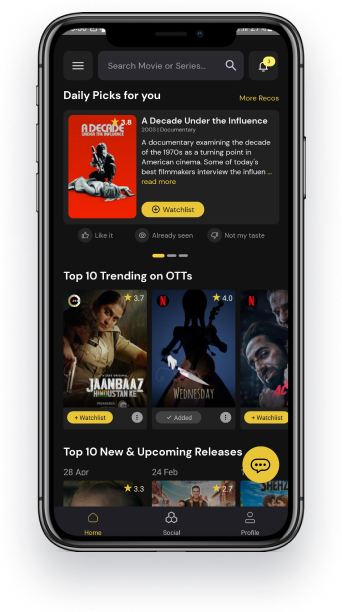 Search Movie or Series..
3
Daily Picks for you
More Recos
A DECADE
UNDER THE INFLUENCE
3.8
A Decade Under the Influence
2003 | Documentary
A documentary examining the decade
of the 1970s as a turning point in
American cinema. Some of today's
best filmmakers interview the influen ...
read more
Watchlist
Like it
Already seen
Not my taste
Top 10 Trending on OTTs
3.7
N
4.0
N
JAANBAAZ
HINDUSTAN KE
WEDNESDAY
+ Watchlist
Added
+ Watchlist
Top 10 New & Upcoming Releases
28 Apr
24 Feb
3.3
2.7
Home
Social
Profile